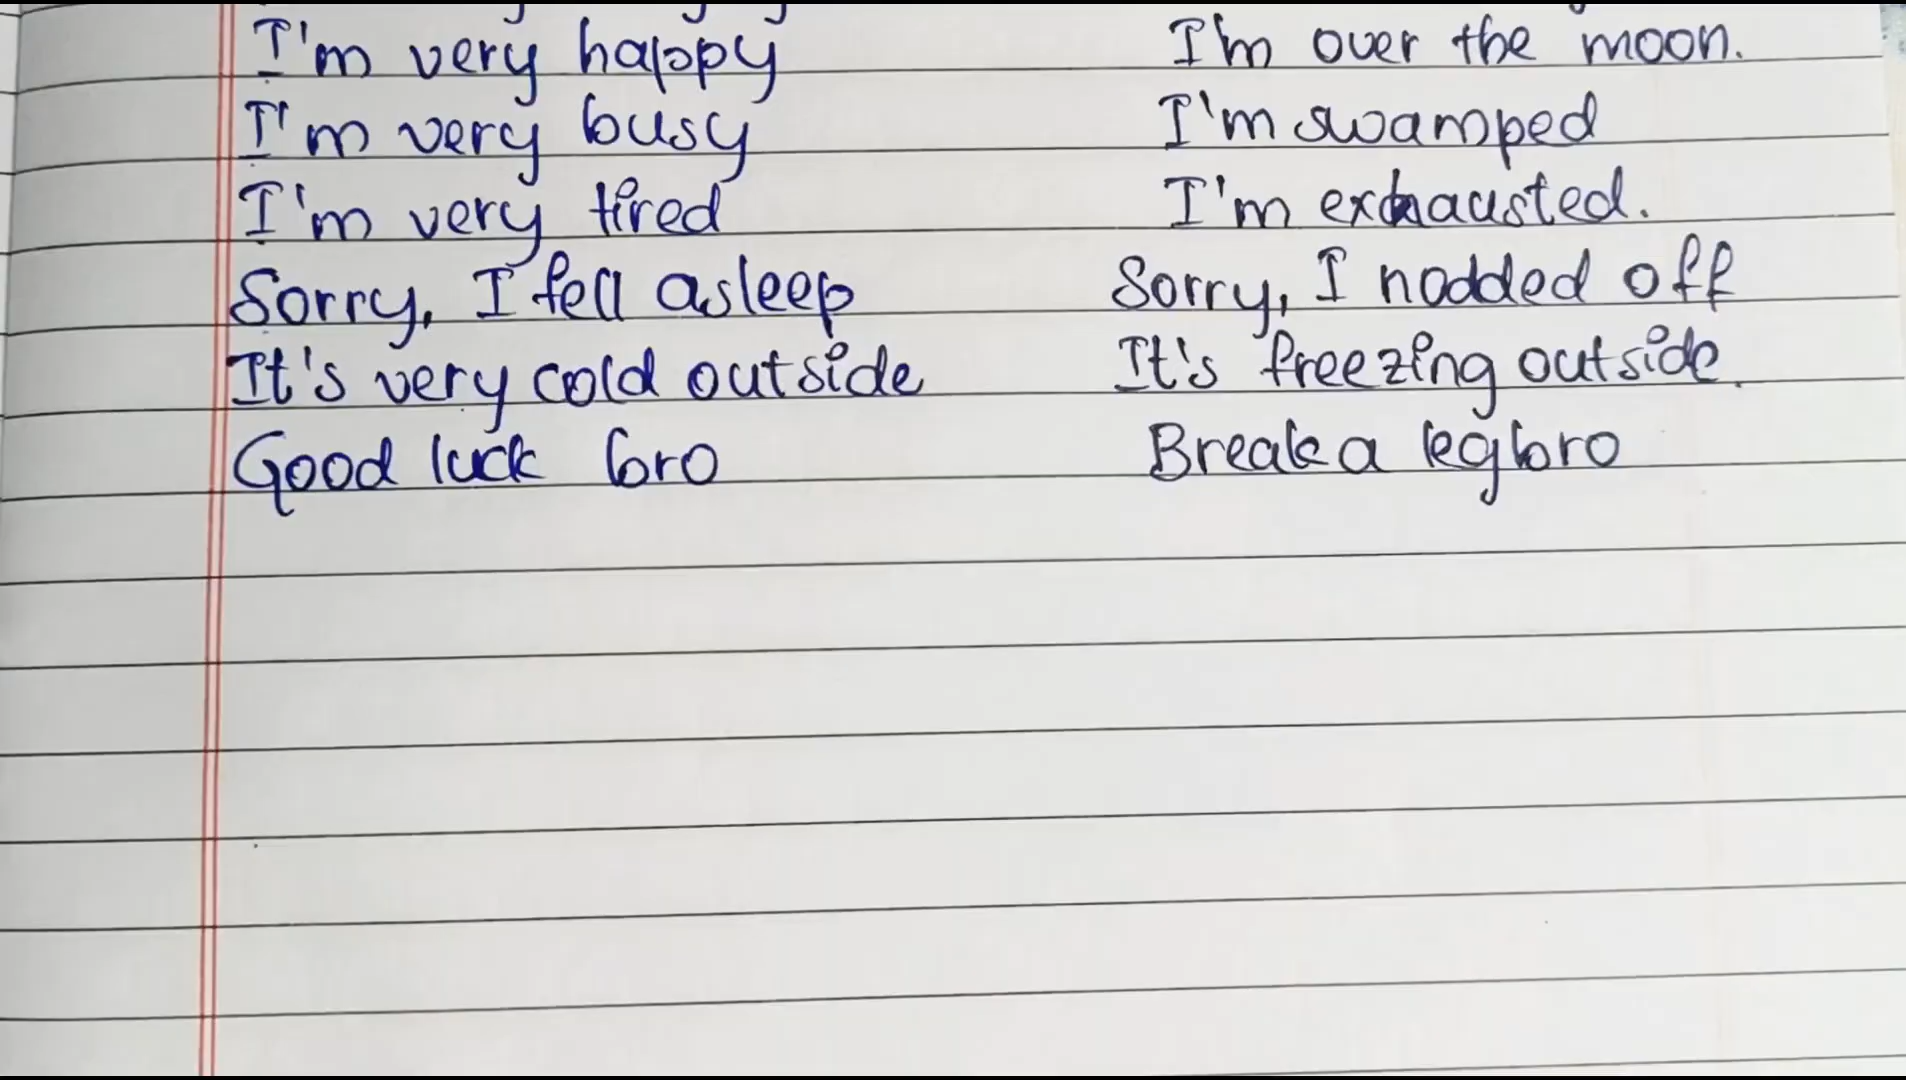 I'm very happy I'm over the moon.
I'm very busy I'm swamped
I'm very tired I'm exhausted.
Sorry, I fell asleep Sorry, I nodded off
It's very cold outside It's freezing outside.
Good luck bro Break a leg bro